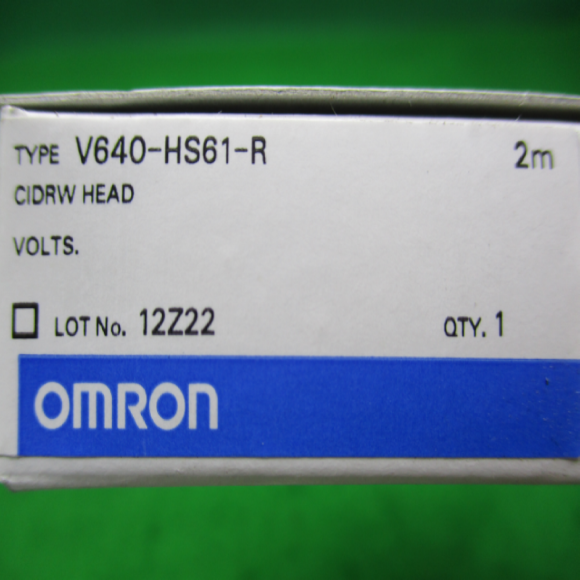 TYPE V640-HS61-R 2m
CIDRW HEAD
VOLTS.
LOT No. 12Z22 QTY. 1
OMRON